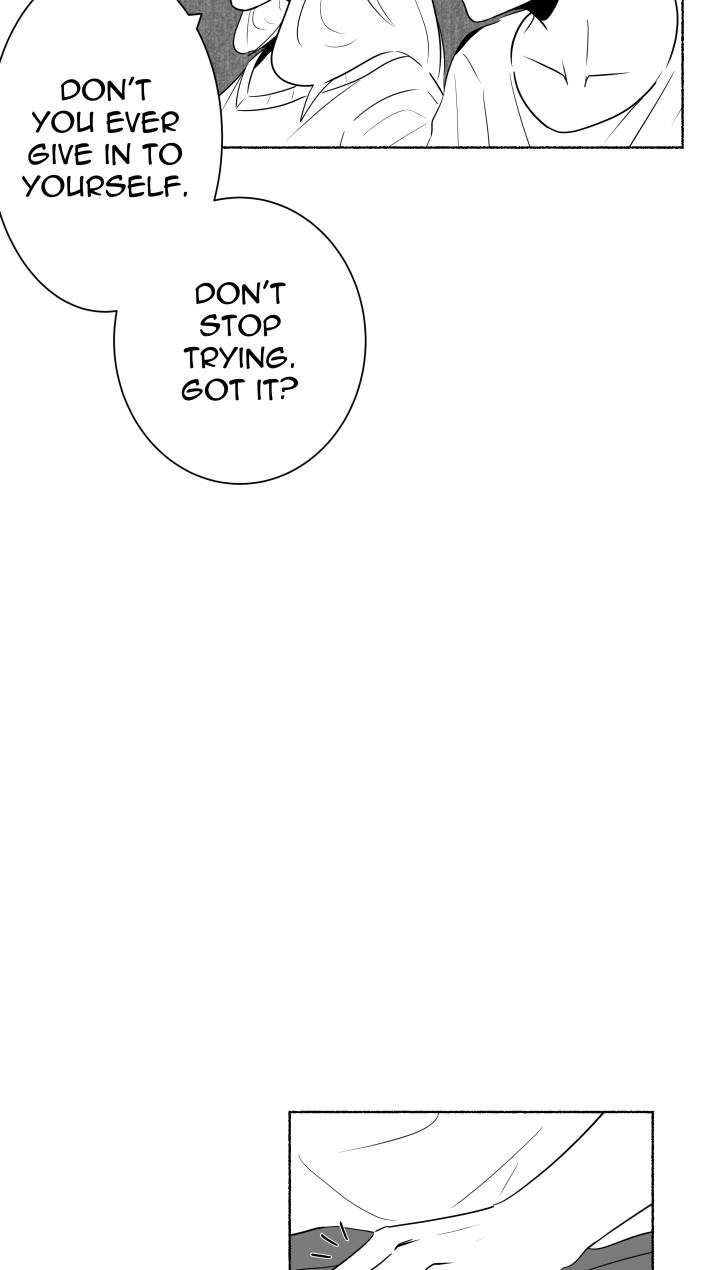 DON'T
YOU EVER
GIVE IN TO
YOURSELF.
DON'T
STOP
TRYING.
GOT IT?